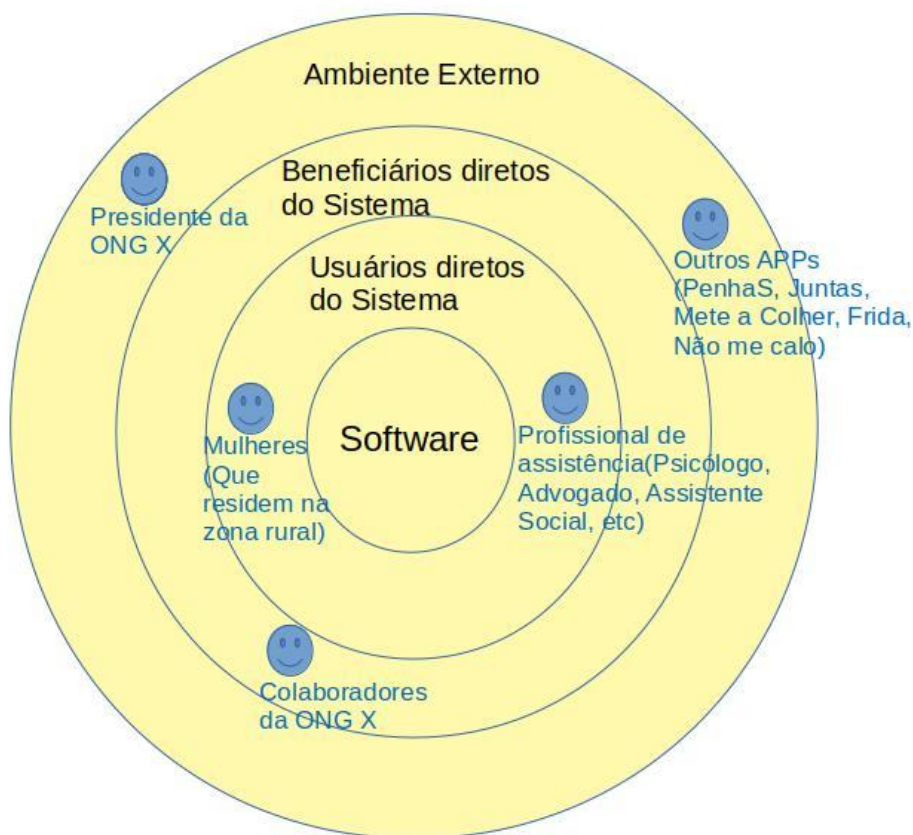 Ambiente Externo
Beneficiários diretos
do Sistema
Presidente da
ONG X
Usuários diretos
do Sistema
Outros APPs
(PenhaS, Juntas,
Mete a Colher, Frida,
Não me calo)
Software
Mulheres
(Que
residem na
zona rural)
Profissional de
assistência(Psicólogo,
Advogado, Assistente
Social, etc)
Colaboradores
da ONG X